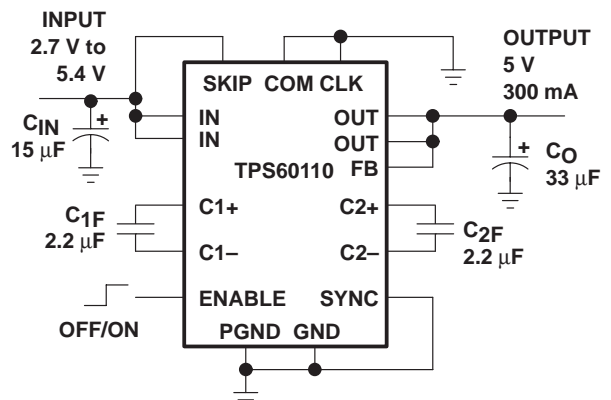 INPUT
2.7 V to
5.4 V
OUTPUT
5 V
300 mA
SKIP COM CLK
IN OUT
IN OUT
TPS60110 FB
CIN
15 μF
+
+
CO
33 μF
C1F
2.2 μF
C1+ C2+
C1– C2–
C2F
2.2 μF
ENABLE SYNC
OFF/ON
PGND GND